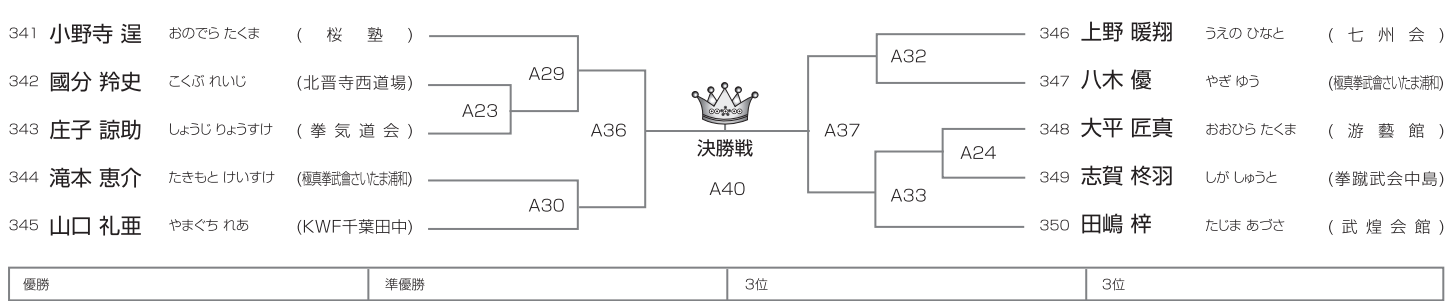 341 小野寺 逞 おのでら たくま ( 桜 塾 )
342 國分 羚史 こくぶ れいじ (北晋寺西道場)
343 庄子 諒助 しょうじ りょうすけ ( 拳 気 道 会 )
344 滝本 恵介 たきもと けいすけ (極真拳武會さいたま浦和)
345 山口 礼亜 やまぐち れあ (KWF千葉田中)
A29
A23
A36
A30
決勝戦
A40
A32
A37
A24
A33
346 上野 暖翔 うえの ひなと ( 七 州 会 )
347 八木 優 やぎ ゆう (極真拳武會さいたま浦和)
348 大平 匠真 おおひら たくま ( 游 藝 館 )
349 志賀 柊羽 しが しゅうと (拳蹴武会中島)
350 田嶋 梓 たじま あづさ ( 武 煌 会 館 )
優勝 準優勝 3位 3位